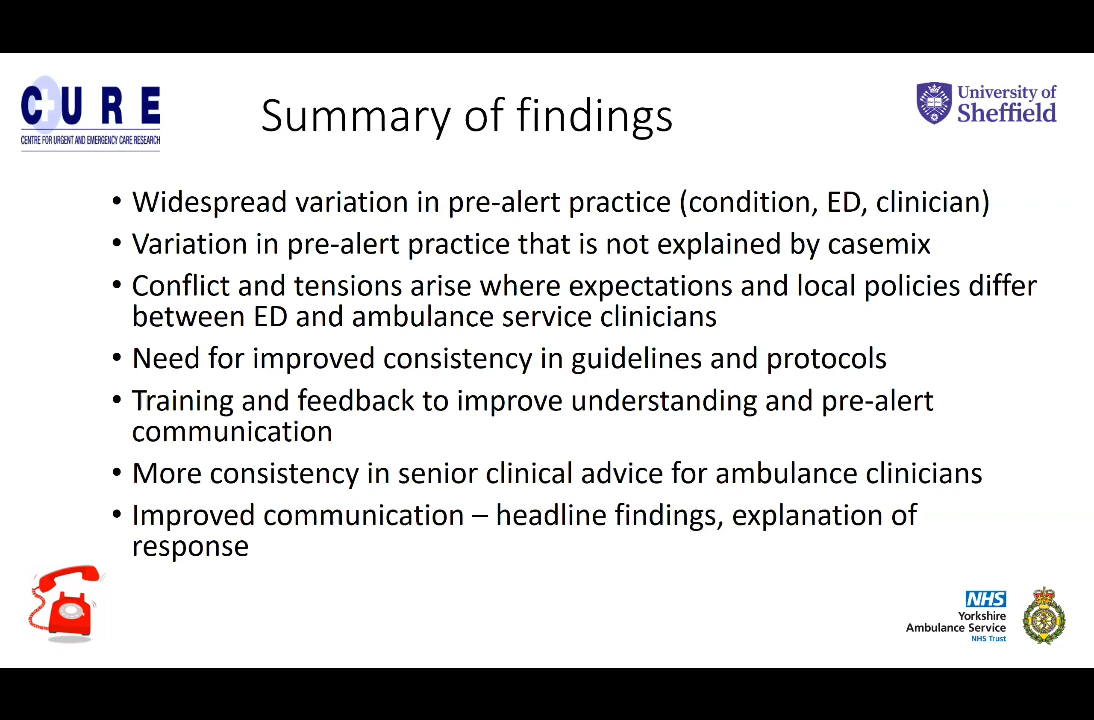 CURE
CENTRE FOR URGENT AND EMERGENCY CARE RESEARCH
Summary of findings
University of
Sheffield
• Widespread variation in pre-alert practice (condition, ED, clinician)
• Variation in pre-alert practice that is not explained by casemix
• Conflict and tensions arise where expectations and local policies differ
between ED and ambulance service clinicians
• Need for improved consistency in guidelines and protocols
• Training and feedback to improve understanding and pre-alert
communication
• More consistency in senior clinical advice for ambulance clinicians
• Improved communication – headline findings, explanation of
response
NHS
Yorkshire
Ambulance Service
NHS Trust